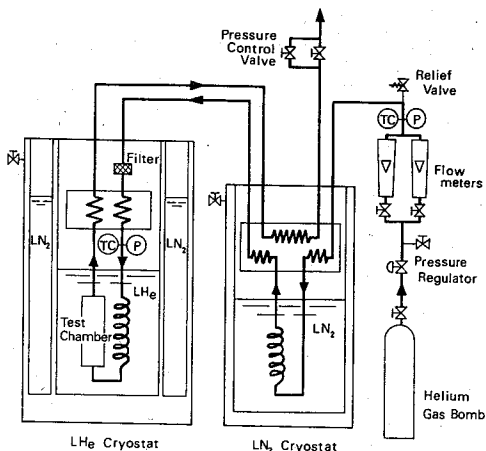 Pressure
Control
Valve
Relief
Valve
TC P
Flow
meters
Filter
LN2
LN2
TC P
LHe
Test
Chamber
LN2
Pressure
Regulator
Helium
Gas Bomb
LHe Cryostat
LN2 Cryostat